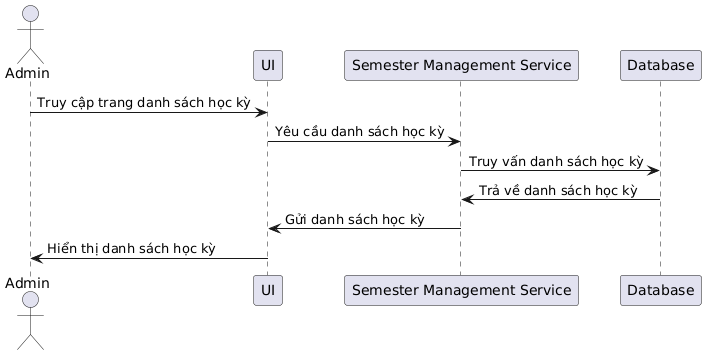 Admin
UI
Semester Management Service
Database
Truy cập trang danh sách học kỳ
Yêu cầu danh sách học kỳ
Truy vấn danh sách học kỳ
Trả về danh sách học kỳ
Gửi danh sách học kỳ
Hiển thị danh sách học kỳ
Admin
UI
Semester Management Service
Database